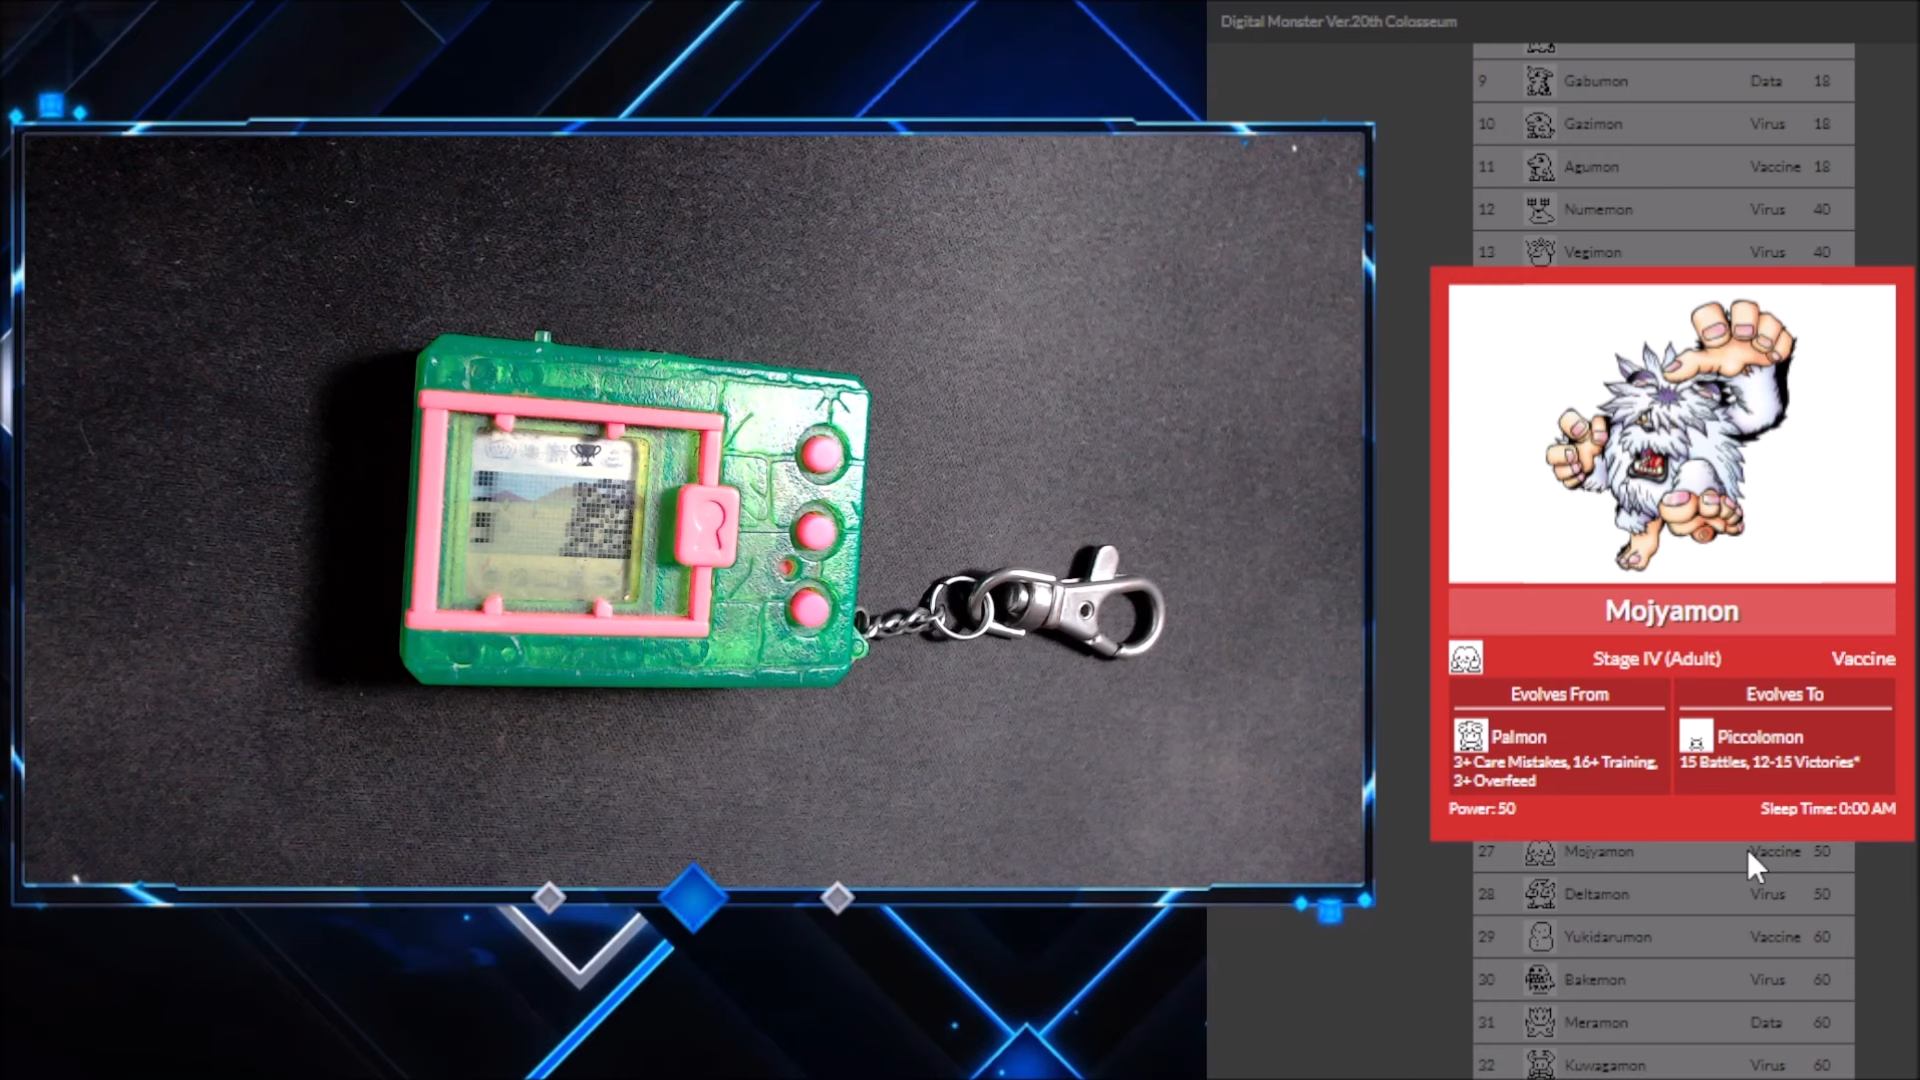 Digital Monster Ver.20th Colosseum
9 Gabumon Data 18
10 Gazimon Virus 18
11 Agumon Vaccine 18
12 Numemon Virus 40
13 Vegimon Virus 40
Mojyamon
Stage IV (Adult) Vaccine
Evolves From
Palmon
3+ Care Mistakes, 16+ Training,
3+ Overfeed
Evolves To
Piccolomon
15 Battles, 12-15 Victories*
Power: 50 Sleep Time: 0:00 AM
27 Mojyamon Vaccine 50
28 Deltamon Virus 50
29 Yukidarumon Vaccine 60
30 Bakemon Virus 60
31 Meramon Data 60
32 Kuwagamon Virus 60